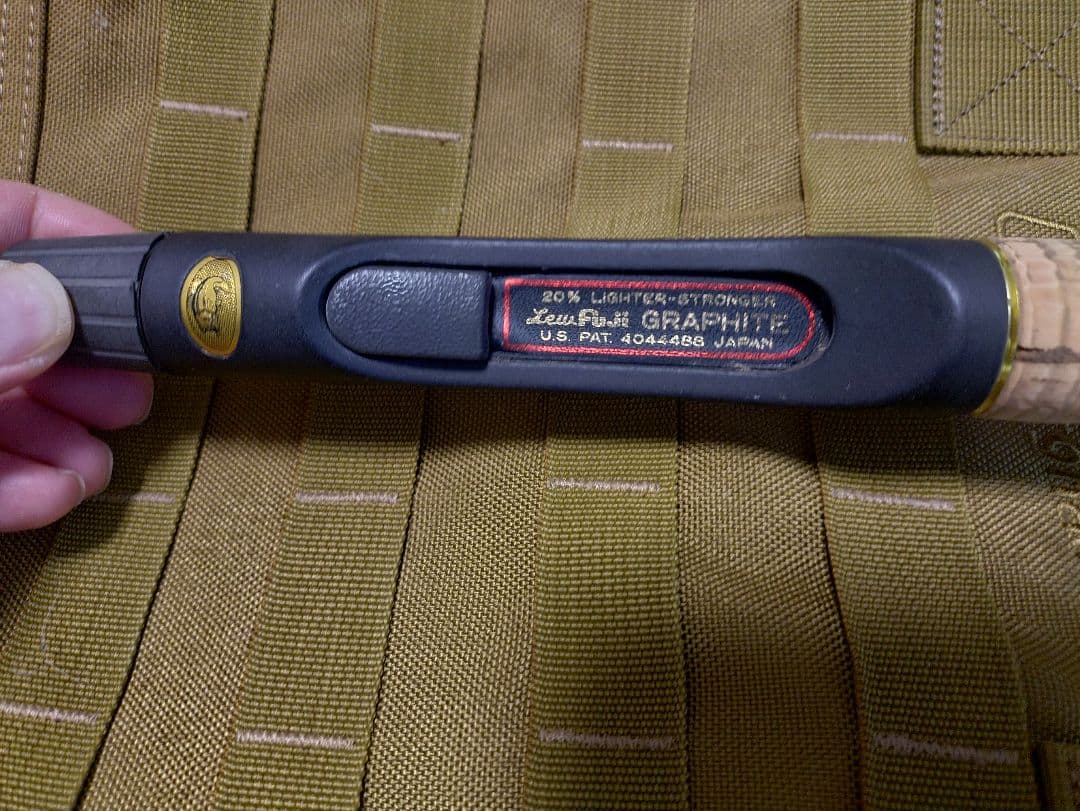 20% LIGHTER-STRONGER
Lew Fuji GRAPHITE
U.S. PAT. 4044488 JAPAN